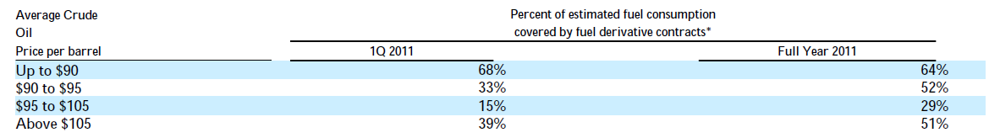 Average Crude Percent of estimated fuel consumption
Oil covered by fuel derivative contracts*
Price per barrel 1Q 2011 Full Year 2011
Up to $90 68% 64%
$90 to $95 33% 52%
$95 to $105 15% 29%
Above $105 39% 51%